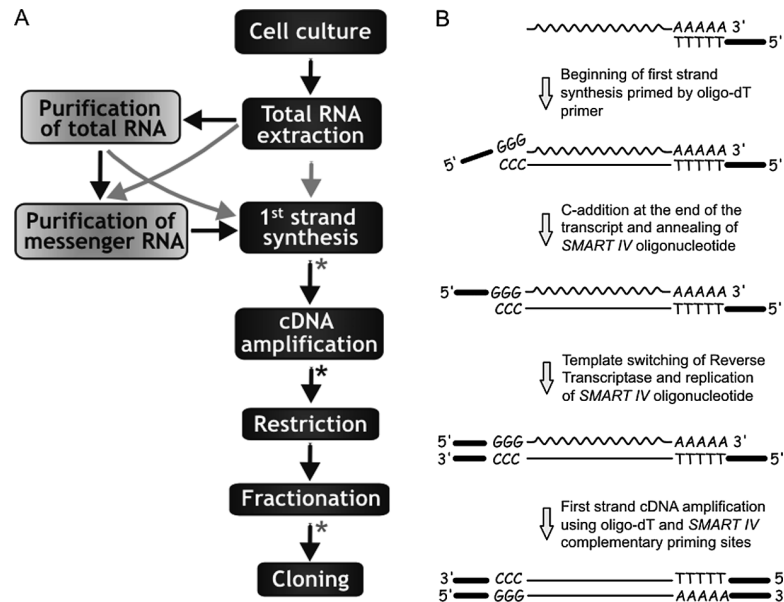 A
Cell culture
Purification
of total RNA
Total RNA
extraction
Purification of
messenger RNA
1st strand
synthesis
*
cDNA
amplification
*
Restriction
Fractionation
*
Cloning
B
AAAAA 3'
TTTTT 5'
Beginning of first strand
synthesis primed by oligo-dT
primer
5' GGG AAAAA 3'
CCC TTTTT 5'
C-addition at the end of the
transcript and annealing of
SMART IV oligonucleotide
5' GGG AAAAA 3'
CCC TTTTT 5'
Template switching of Reverse
Transcriptase and replication
of SMART IV oligonucleotide
5' GGG AAAAA 3'
3' CCC TTTTT 5'
First strand cDNA amplification
using oligo-dT and SMART IV
complementary priming sites
3' CCC TTTTT 5
5' GGG AAAAA 3